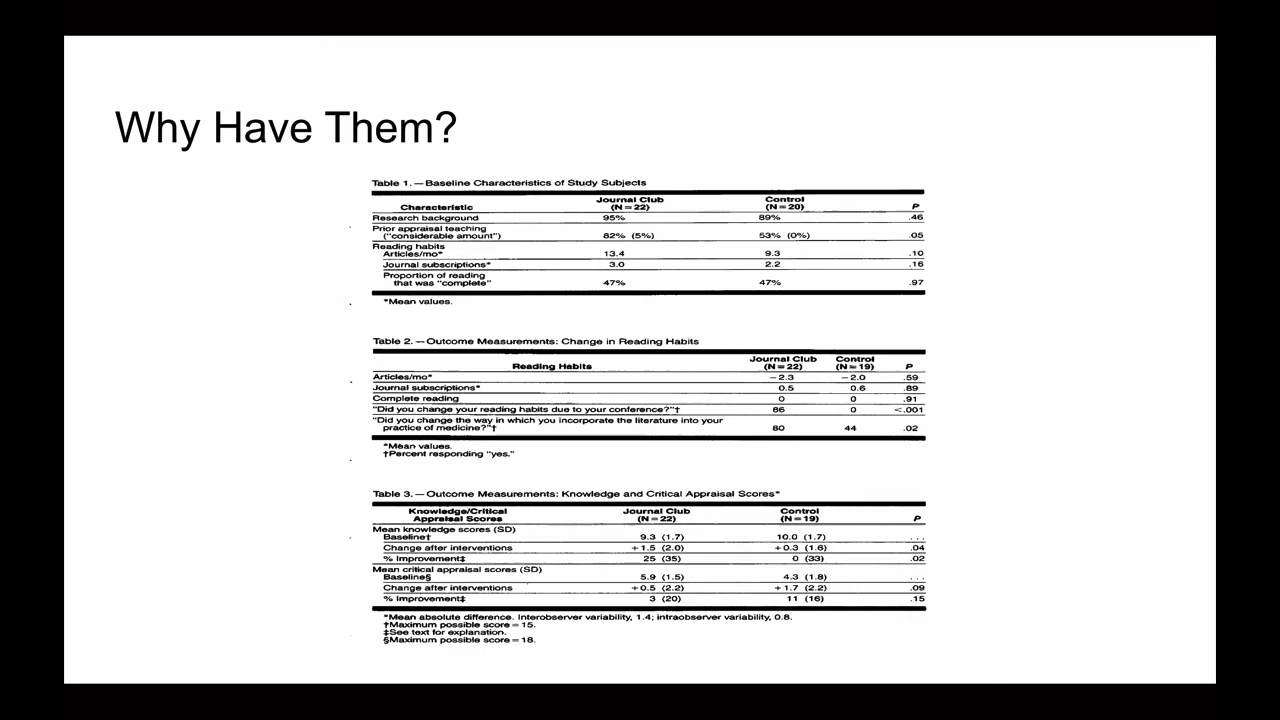 Why Have Them?
Table 1. — Baseline Characteristics of Study Subjects
Characteristic Journal Club (N = 22) Control (N = 20) P
Research background 95% 89% .46
Prior appraisal teaching
("considerable amount") 82% (5%) 53% (0%) .05
Reading habits
Articles/mo* 13.4 9.3 .10
Journal subscriptions* 3.0 2.2 .16
Proportion of reading
that was "complete" 47% 47% .97
*Mean values.
Table 2. — Outcome Measurements: Change in Reading Habits
Reading Habits Journal Club (N = 22) Control (N = 19) P
Articles/mo* −2.3 −2.0 .59
Journal subscriptions* 0.5 0.6 .89
Complete reading 0 0 .91
"Did you change your reading habits due to your conference?"† 86 0 <.001
"Did you change the way in which you incorporate the literature into your
practice of medicine?"† 80 44 .02
*Mean values.
†Percent responding "yes."
Table 3. — Outcome Measurements: Knowledge and Critical Appraisal Scores*
Knowledge/Critical
Appraisal Scores Journal Club (N = 22) Control (N = 19) P
Mean knowledge scores (SD)
Baseline† 9.3 (1.7) 10.0 (1.7) ...
Change after interventions +1.5 (2.0) +0.3 (1.6) .04
% Improvement‡ 25 (35) 0 (33) .02
Mean critical appraisal scores (SD)
Baseline§ 5.9 (1.5) 4.3 (1.8) ...
Change after interventions +0.5 (2.2) +1.7 (2.2) .09
% Improvement‡ 3 (20) 11 (16) .15
*Mean absolute difference. Interobserver variability, 1.4; intraobserver variability, 0.8.
†Maximum possible score = 15.
‡See text for explanation.
§Maximum possible score = 18.